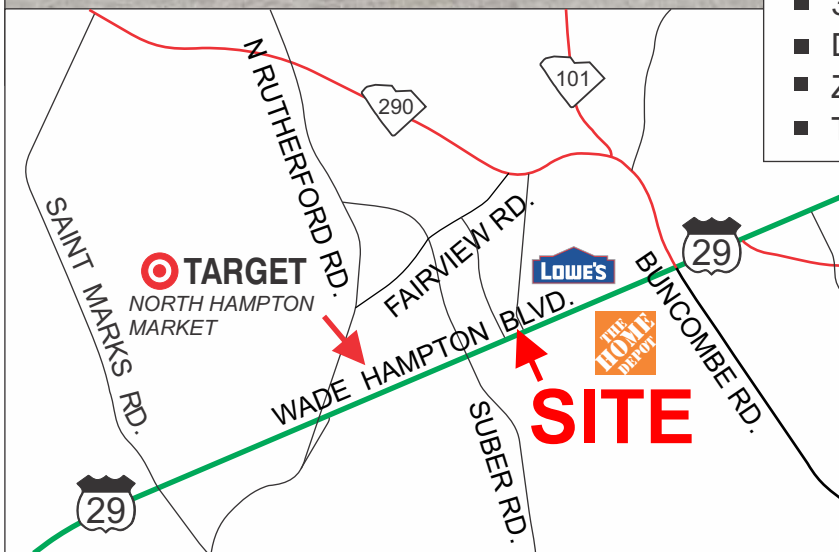 101
290
N RUTHERFORD RD.
SAINT MARKS RD.
FAIRVIEW RD.
TARGET
NORTH HAMPTON
MARKET
LOWE'S
29
BUNCOMBE RD.
WADE HAMPTON BLVD.
THE
HOME
DEPOT
SITE
SUBER RD.
29